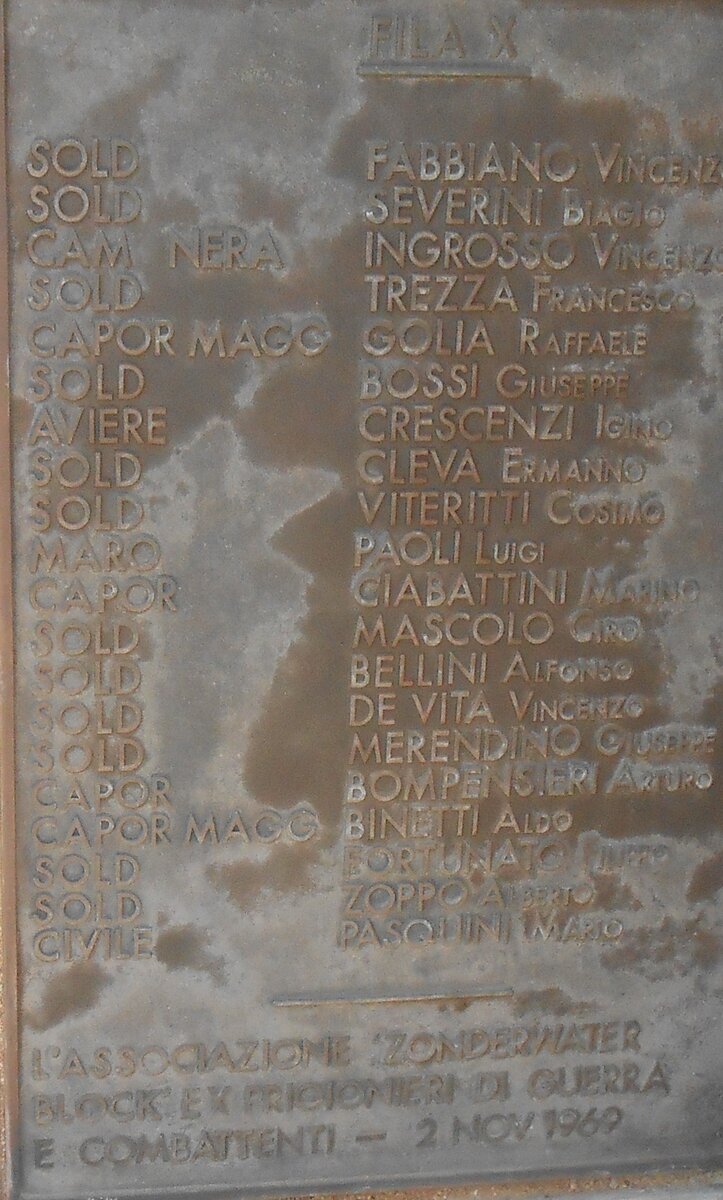 FILA X
SOLD FABBIANO VINCENZO
SOLD SEVERINI BIAGIO
CAM NERA INGROSSO VINCENZO
SOLD TREZZA FRANCESCO
CAPOR MAGG GOLIA RAFFAELE
SOLD BOSSI GIUSEPPE
AVIERE CRESCENZI IGINO
SOLD CLEVA ERMANNO
SOLD VITERITTI COSIMO
MARO PAOLI LUIGI
CAPOR CIABATTINI MARINO
SOLD MASCOLO CIRO
SOLD BELLINI ALFONSO
SOLD DE VITA VINCENZO
SOLD MERENDINO GIUSEPPE
CAPOR BOMPENSIERI ARTURO
CAPOR MAGG BINETTI ALDO
SOLD FORTUNATO FILIPPO
SOLD ZOPPO ALBERTO
CIVILE PASQUINI MARIO
L'ASSOCIAZIONE 'ZONDERWATER
BLOCK' EX PRIGIONIERI DI GUERRA
E COMBATTENTI — 2 NOV 1969